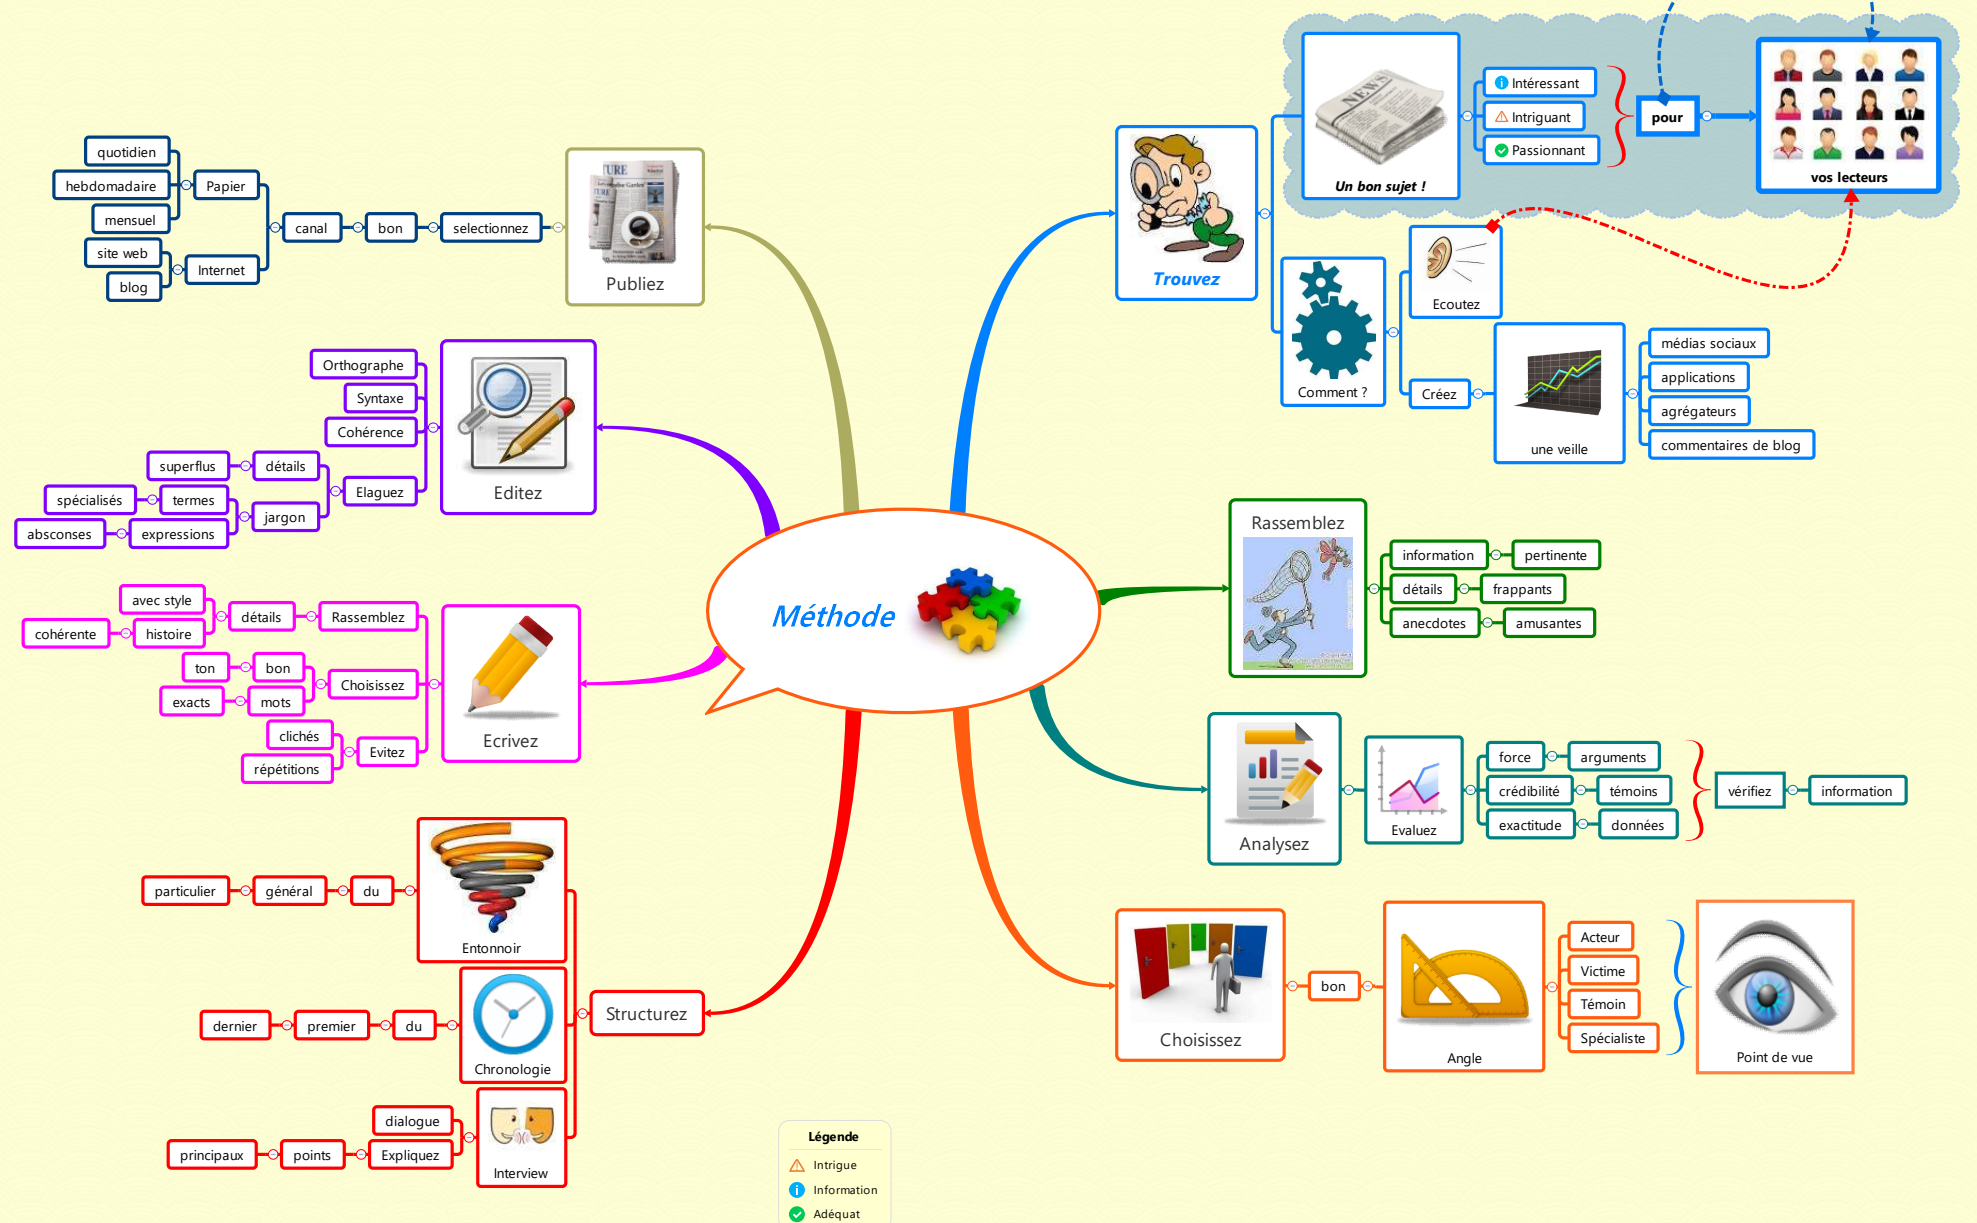 Méthode
Trouvez
NEWS
Un bon sujet !
Intéressant
Intriguant
Passionnant
pour
vos lecteurs
Comment ?
Ecoutez
Créez
une veille
médias sociaux
applications
agrégateurs
commentaires de blog
Rassemblez
information
pertinente
détails
frappants
anecdotes
amusantes
Analysez
Evaluez
force
arguments
crédibilité
témoins
exactitude
données
vérifiez
information
Choisissez
bon
Angle
Acteur
Victime
Témoin
Spécialiste
Point de vue
Structurez
Entonnoir
du
général
particulier
Chronologie
du
premier
dernier
Interview
dialogue
Expliquez
points
principaux
Ecrivez
Rassemblez
détails
avec style
histoire
cohérente
Choisissez
bon
ton
mots
exacts
Evitez
clichés
répétitions
Editez
Orthographe
Syntaxe
Cohérence
Elaguez
détails
superflus
jargon
termes
spécialisés
expressions
absconses
Publiez
selectionnez
bon
canal
Papier
quotidien
hebdomadaire
mensuel
Internet
site web
blog
Légende
Intrigue
Information
Adéquat